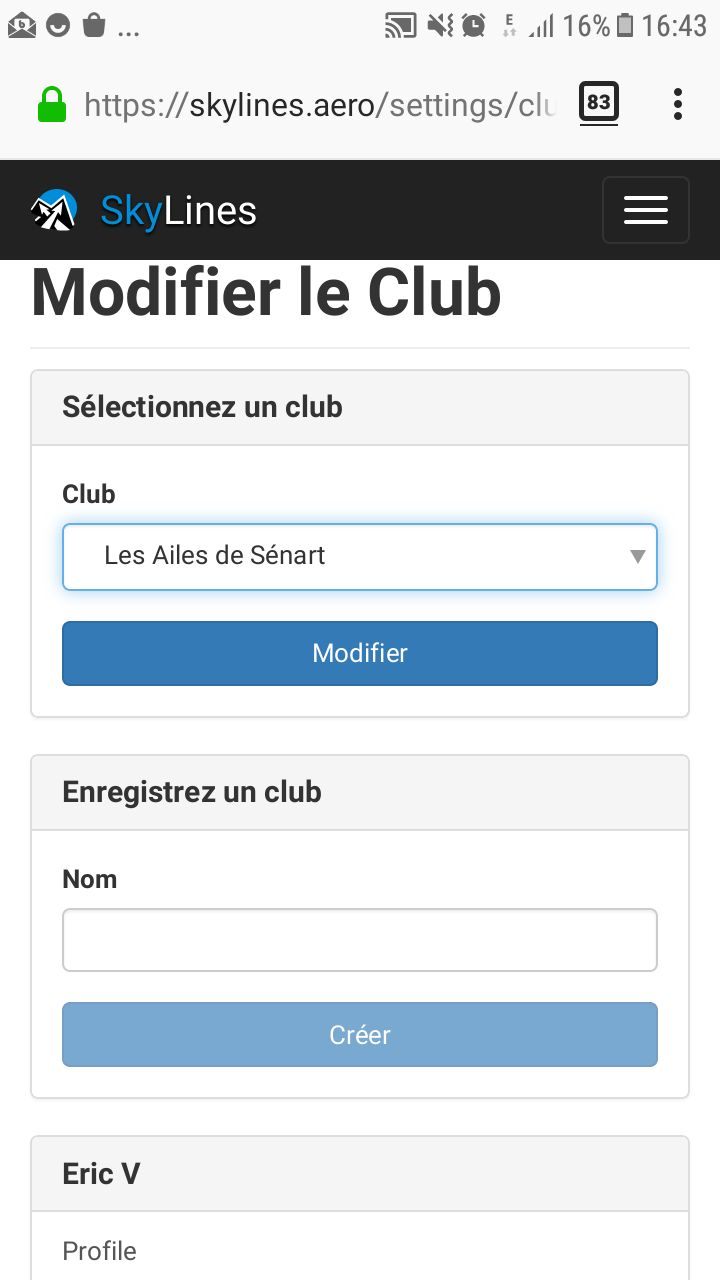 ... E 16% 16:43
https://skylines.aero/settings/clu 83
SkyLines
Modifier le Club
Sélectionnez un club
Club
Les Ailes de Sénart
Modifier
Enregistrez un club
Nom
Créer
Eric V
Profile